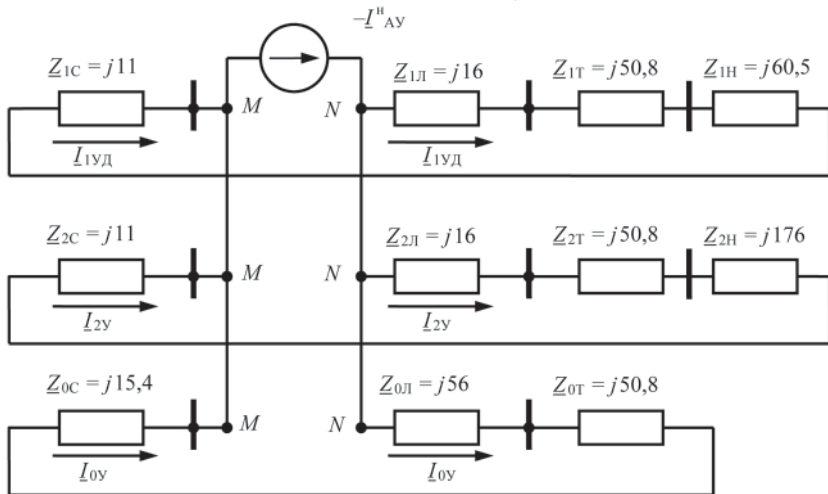 –I^н_АУ
Z_1С = j11
Z_1Л = j16
Z_1Т = j50,8
Z_1Н = j60,5
M
N
I_1УД
I_1УД
Z_2С = j11
Z_2Л = j16
Z_2Т = j50,8
Z_2Н = j176
M
N
I_2У
I_2У
Z_0С = j15,4
Z_0Л = j56
Z_0Т = j50,8
M
N
I_0У
I_0У